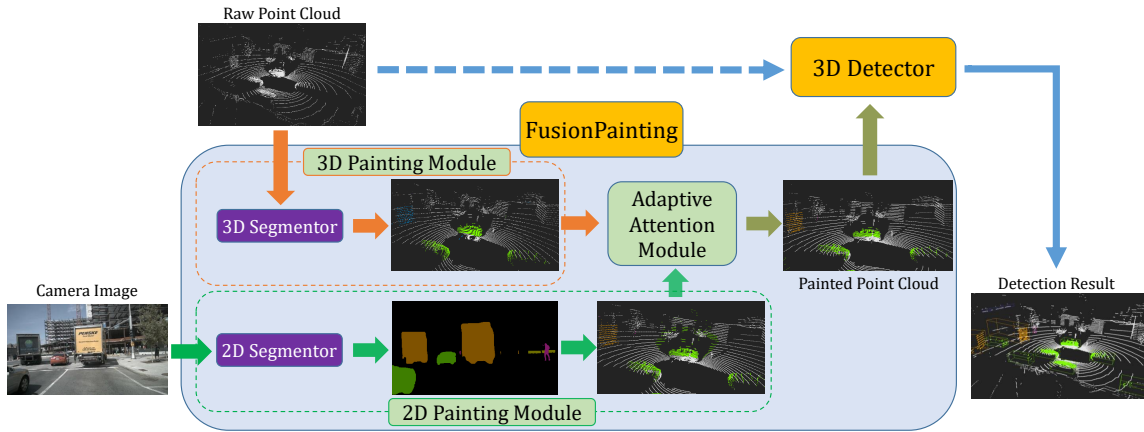 Raw Point Cloud
3D Detector
FusionPainting
3D Painting Module
3D Segmentor
Adaptive
Attention
Module
Painted Point Cloud
Camera Image
PENSKE
2D Segmentor
2D Painting Module
Detection Result